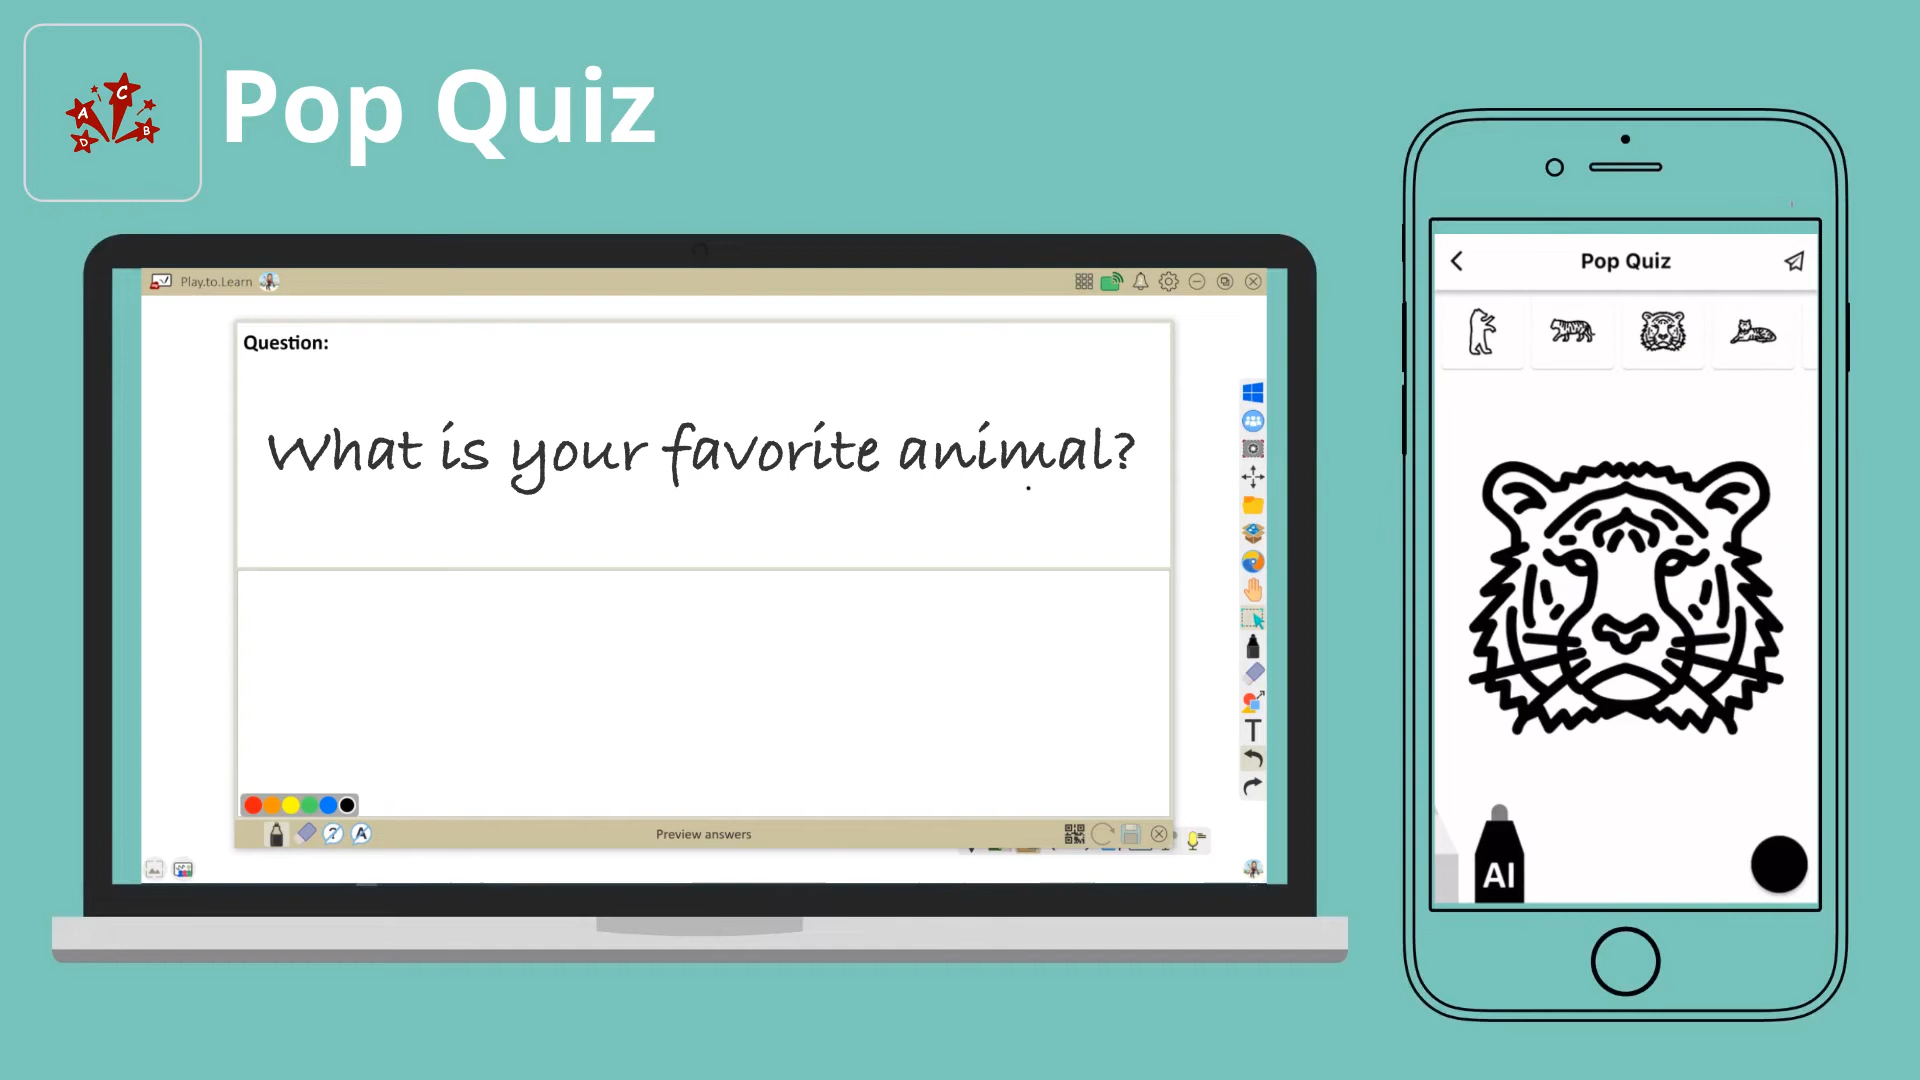 C
A
B
D
Pop Quiz
Play.to.Learn
Question:
What is your favorite animal?
T
?
A
Preview answers
Pop Quiz
AI